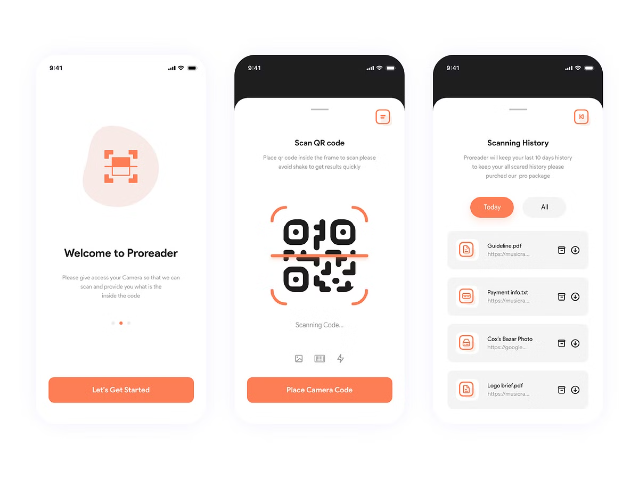 9:41
Welcome to Proreader
Please give access your Camera so that we can
scan and provide you what is the
inside the code
Let's Get Started
9:41
Scan QR code
Place qr code inside the frame to scan please
avoid shake to get results quickly
Scanning Code...
Place Camera Code
9:41
Scanning History
Proreader will keep your last 10 days history
to keep your all scared history please
purched our pro package
Today
All
Guideline.pdf
https://musicra...
Payment info.txt
https://musicra...
Cox's Bazar Photo
https://google...
Logo brief.pdf
https://musicra...